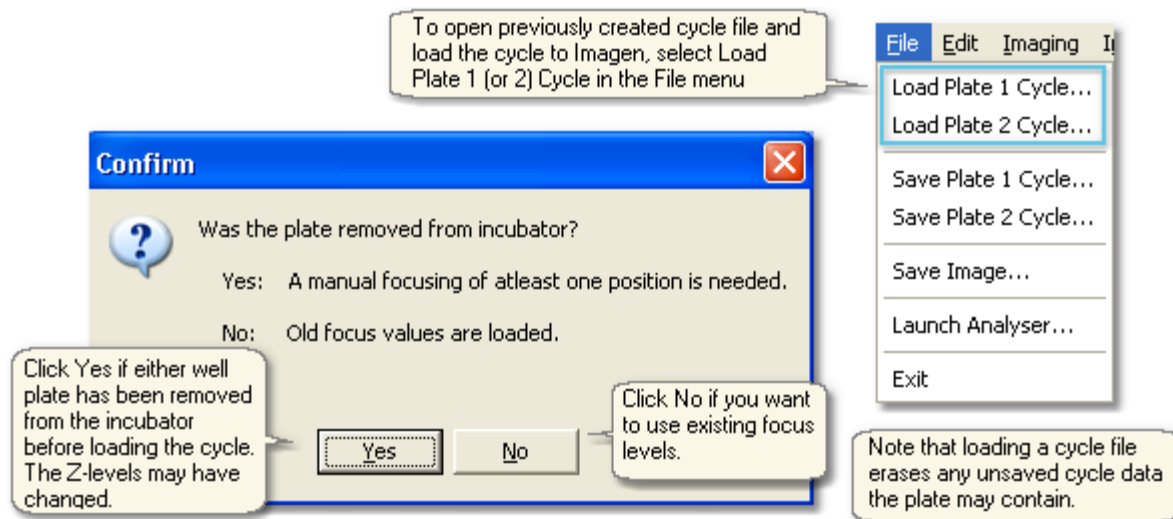 To open previously created cycle file and
load the cycle to Imagen, select Load
Plate 1 (or 2) Cycle in the File menu
File Edit Imaging
Load Plate 1 Cycle...
Load Plate 2 Cycle...
Save Plate 1 Cycle...
Save Plate 2 Cycle...
Save Image...
Launch Analyser...
Exit
Confirm
Was the plate removed from incubator?
Yes: A manual focusing of atleast one position is needed.
No: Old focus values are loaded.
Click Yes if either well
plate has been removed
from the incubator
before loading the cycle.
The Z-levels may have
changed.
Yes
No
Click No if you want
to use existing focus
levels.
Note that loading a cycle file
erases any unsaved cycle data
the plate may contain.